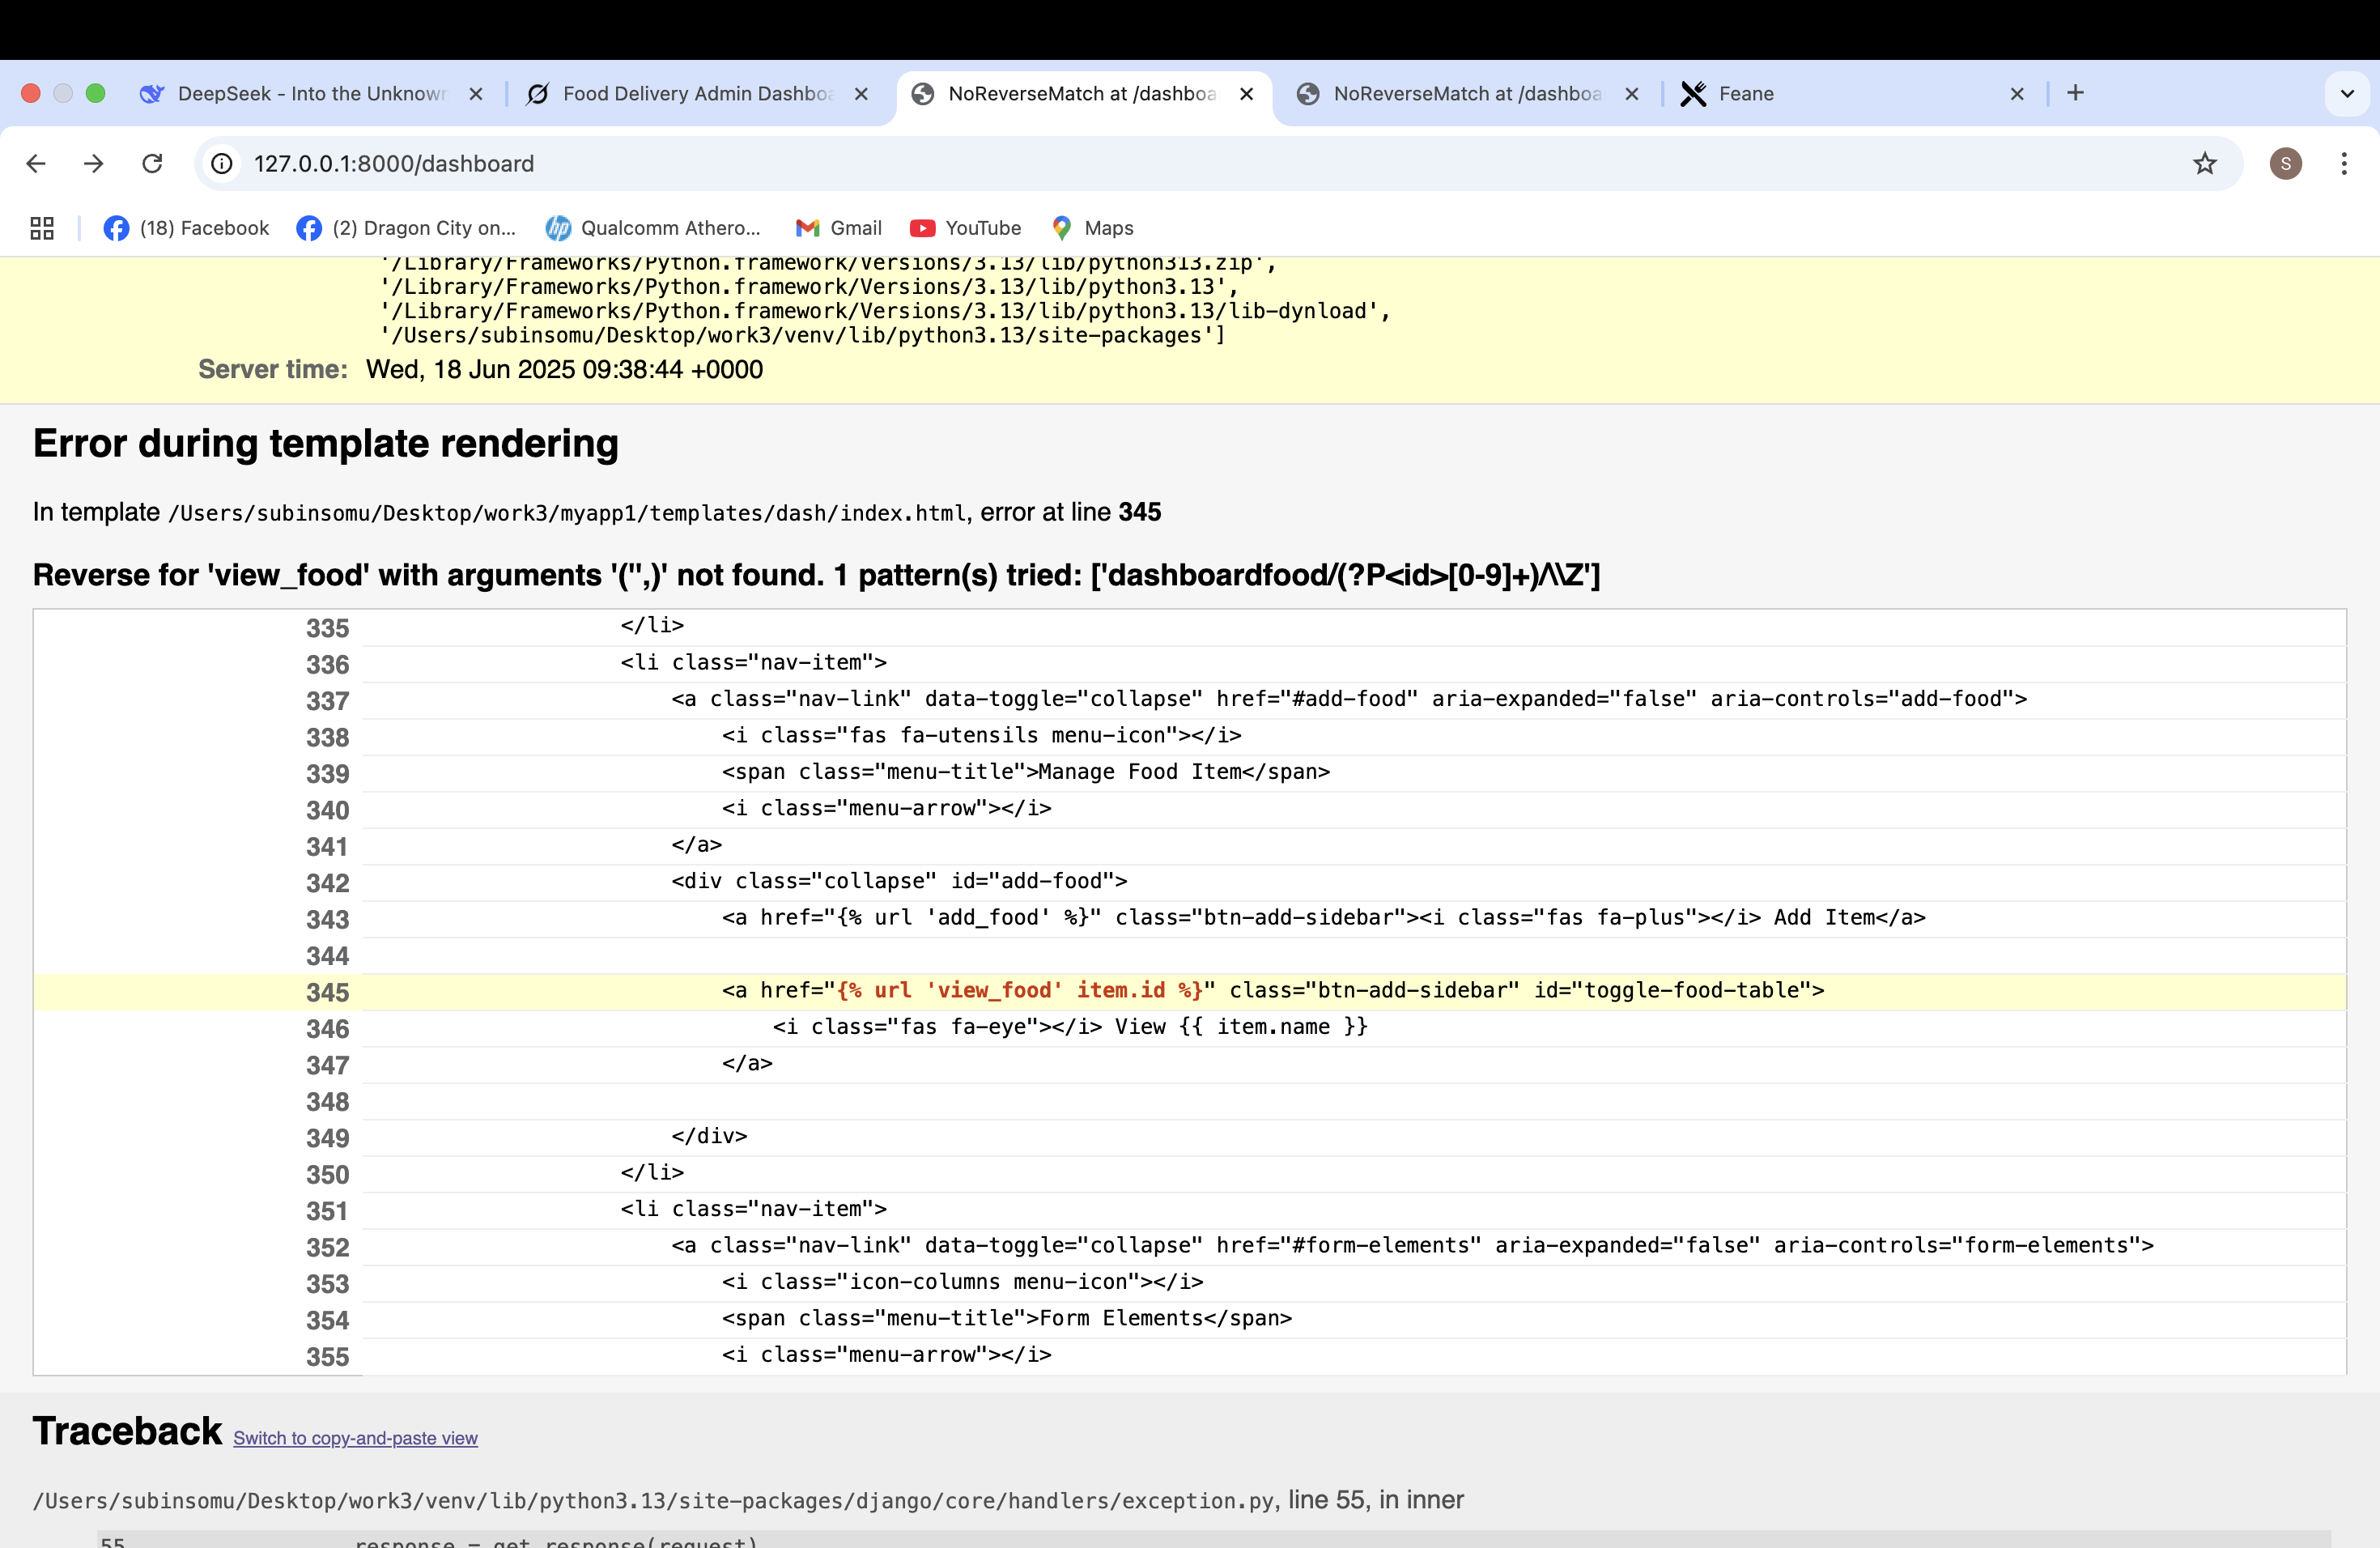 DeepSeek - Into the Unknown
Food Delivery Admin Dashboa
NoReverseMatch at /dashboa
NoReverseMatch at /dashboa
Feane
127.0.0.1:8000/dashboard
S
(18) Facebook
(2) Dragon City on...
Qualcomm Athero...
Gmail
YouTube
Maps
'/Library/Frameworks/Python.framework/Versions/3.13/lib/python313.zip',
'/Library/Frameworks/Python.framework/Versions/3.13/lib/python3.13',
'/Library/Frameworks/Python.framework/Versions/3.13/lib/python3.13/lib-dynload',
'/Users/subinsomu/Desktop/work3/venv/lib/python3.13/site-packages']
Server time: Wed, 18 Jun 2025 09:38:44 +0000
Error during template rendering
In template /Users/subinsomu/Desktop/work3/myapp1/templates/dash/index.html, error at line 345
Reverse for 'view_food' with arguments '('',)' not found. 1 pattern(s) tried: ['dashboardfood/(?P<id>[0-9]+)/\\Z']
335 </li>
336 <li class="nav-item">
337 <a class="nav-link" data-toggle="collapse" href="#add-food" aria-expanded="false" aria-controls="add-food">
338 <i class="fas fa-utensils menu-icon"></i>
339 <span class="menu-title">Manage Food Item</span>
340 <i class="menu-arrow"></i>
341 </a>
342 <div class="collapse" id="add-food">
343 <a href="{% url 'add_food' %}" class="btn-add-sidebar"><i class="fas fa-plus"></i> Add Item</a>
344
345 <a href="{% url 'view_food' item.id %}" class="btn-add-sidebar" id="toggle-food-table">
346 <i class="fas fa-eye"></i> View {{ item.name }}
347 </a>
348
349 </div>
350 </li>
351 <li class="nav-item">
352 <a class="nav-link" data-toggle="collapse" href="#form-elements" aria-expanded="false" aria-controls="form-elements">
353 <i class="icon-columns menu-icon"></i>
354 <span class="menu-title">Form Elements</span>
355 <i class="menu-arrow"></i>
Traceback Switch to copy-and-paste view
/Users/subinsomu/Desktop/work3/venv/lib/python3.13/site-packages/django/core/handlers/exception.py, line 55, in inner
55 response = get_response(request)